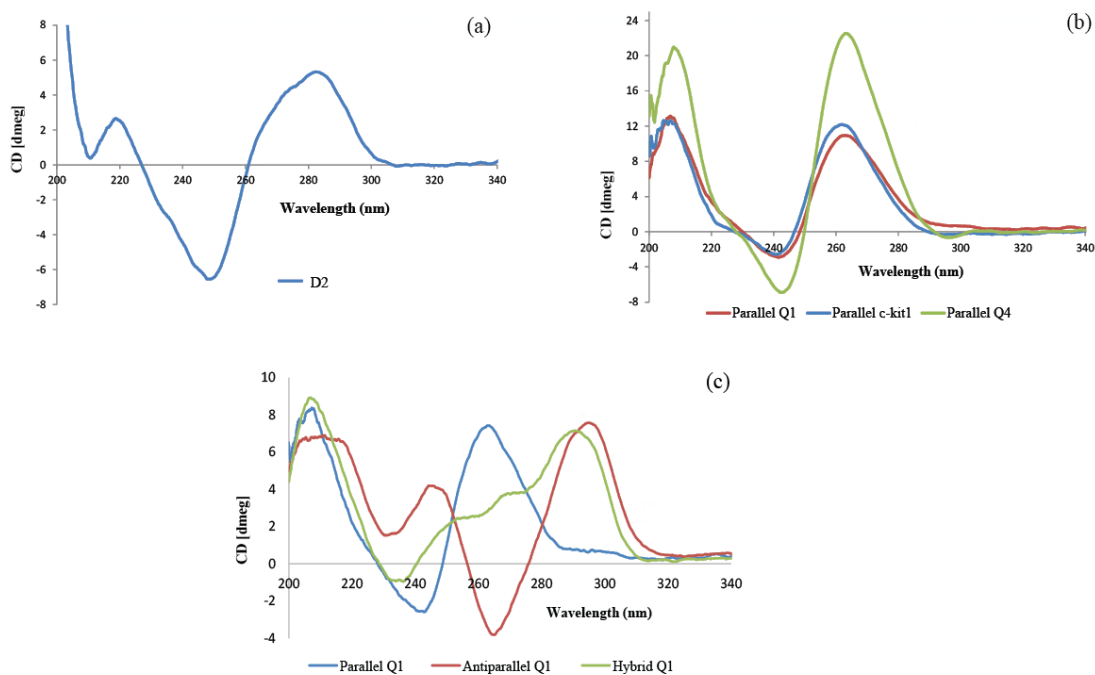 (a)
8
6
4
2
0
-2
-4
-6
-8
200 220 240 260 280 300 320 340
CD [dmeg]
Wavelength (nm)
D2
(b)
24
20
16
12
8
4
0
-4
-8
200 220 240 260 280 300 320 340
CD [dmeg]
Wavelength (nm)
Parallel Q1 Parallel c-kit1 Parallel Q4
(c)
10
8
6
4
2
0
-2
-4
200 220 240 260 280 300 320 340
CD [dmeg]
Wavelength (nm)
Parallel Q1 Antiparallel Q1 Hybrid Q1